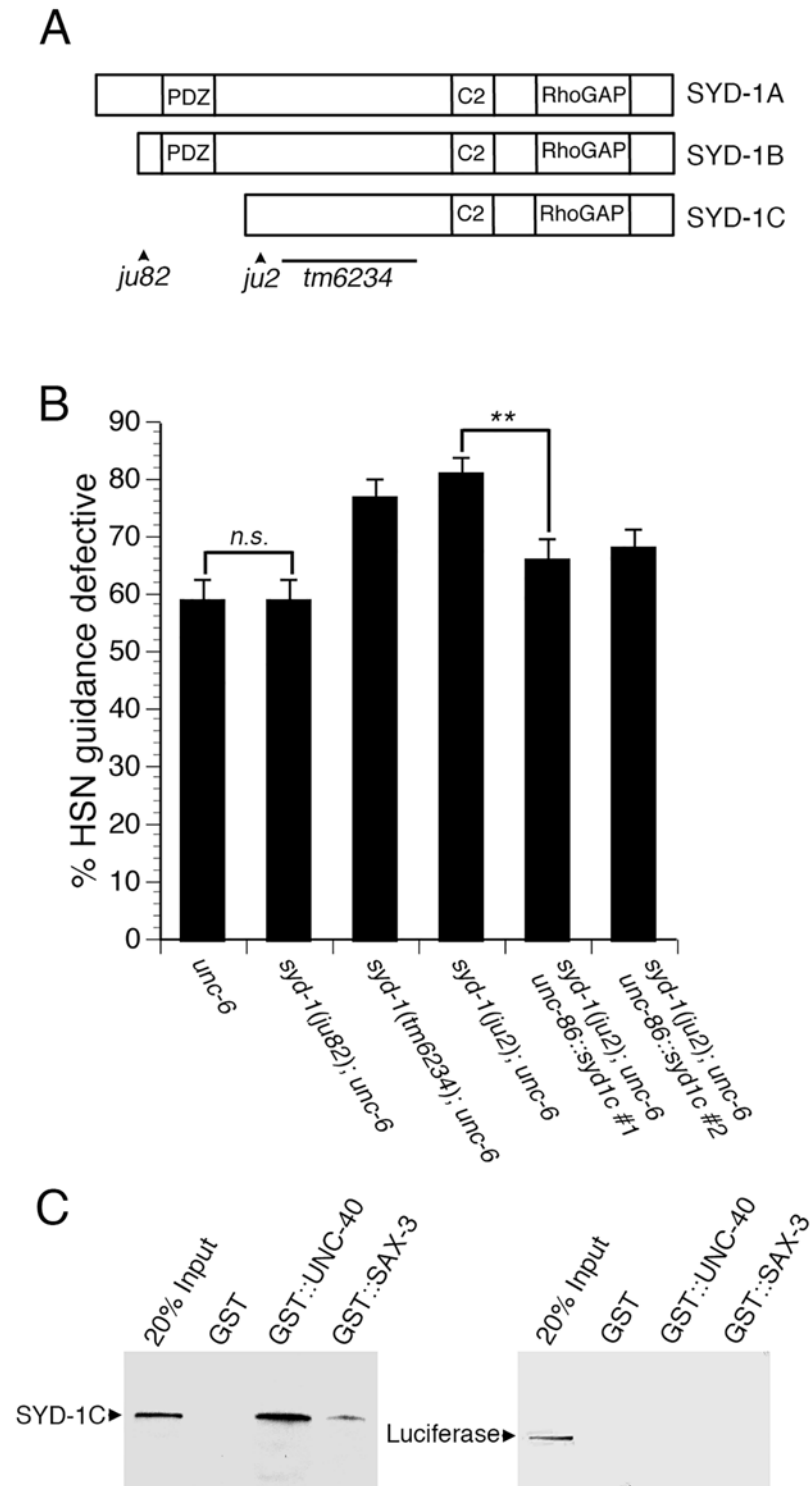 A
PDZ C2 RhoGAP SYD-1A
PDZ C2 RhoGAP SYD-1B
C2 RhoGAP SYD-1C
ju82 ju2 tm6234
B
% HSN guidance defective
90
80
70
60
50
40
30
20
10
0
n.s.
**
unc-6
syd-1(ju82); unc-6
syd-1(tm6234); unc-6
syd-1(ju2); unc-6
syd-1(ju2); unc-6
unc-86::syd1c #1
syd-1(ju2); unc-6
unc-86::syd1c #2
C
20% Input
GST
GST::UNC-40
GST::SAX-3
SYD-1C
20% Input
GST
GST::UNC-40
GST::SAX-3
Luciferase